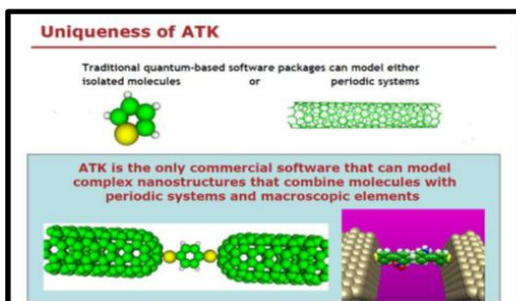 Uniqueness of ATK
Traditional quantum-based software packages can model either
isolated molecules or periodic systems
ATK is the only commercial software that can model
complex nanostructures that combine molecules with
periodic systems and macroscopic elements